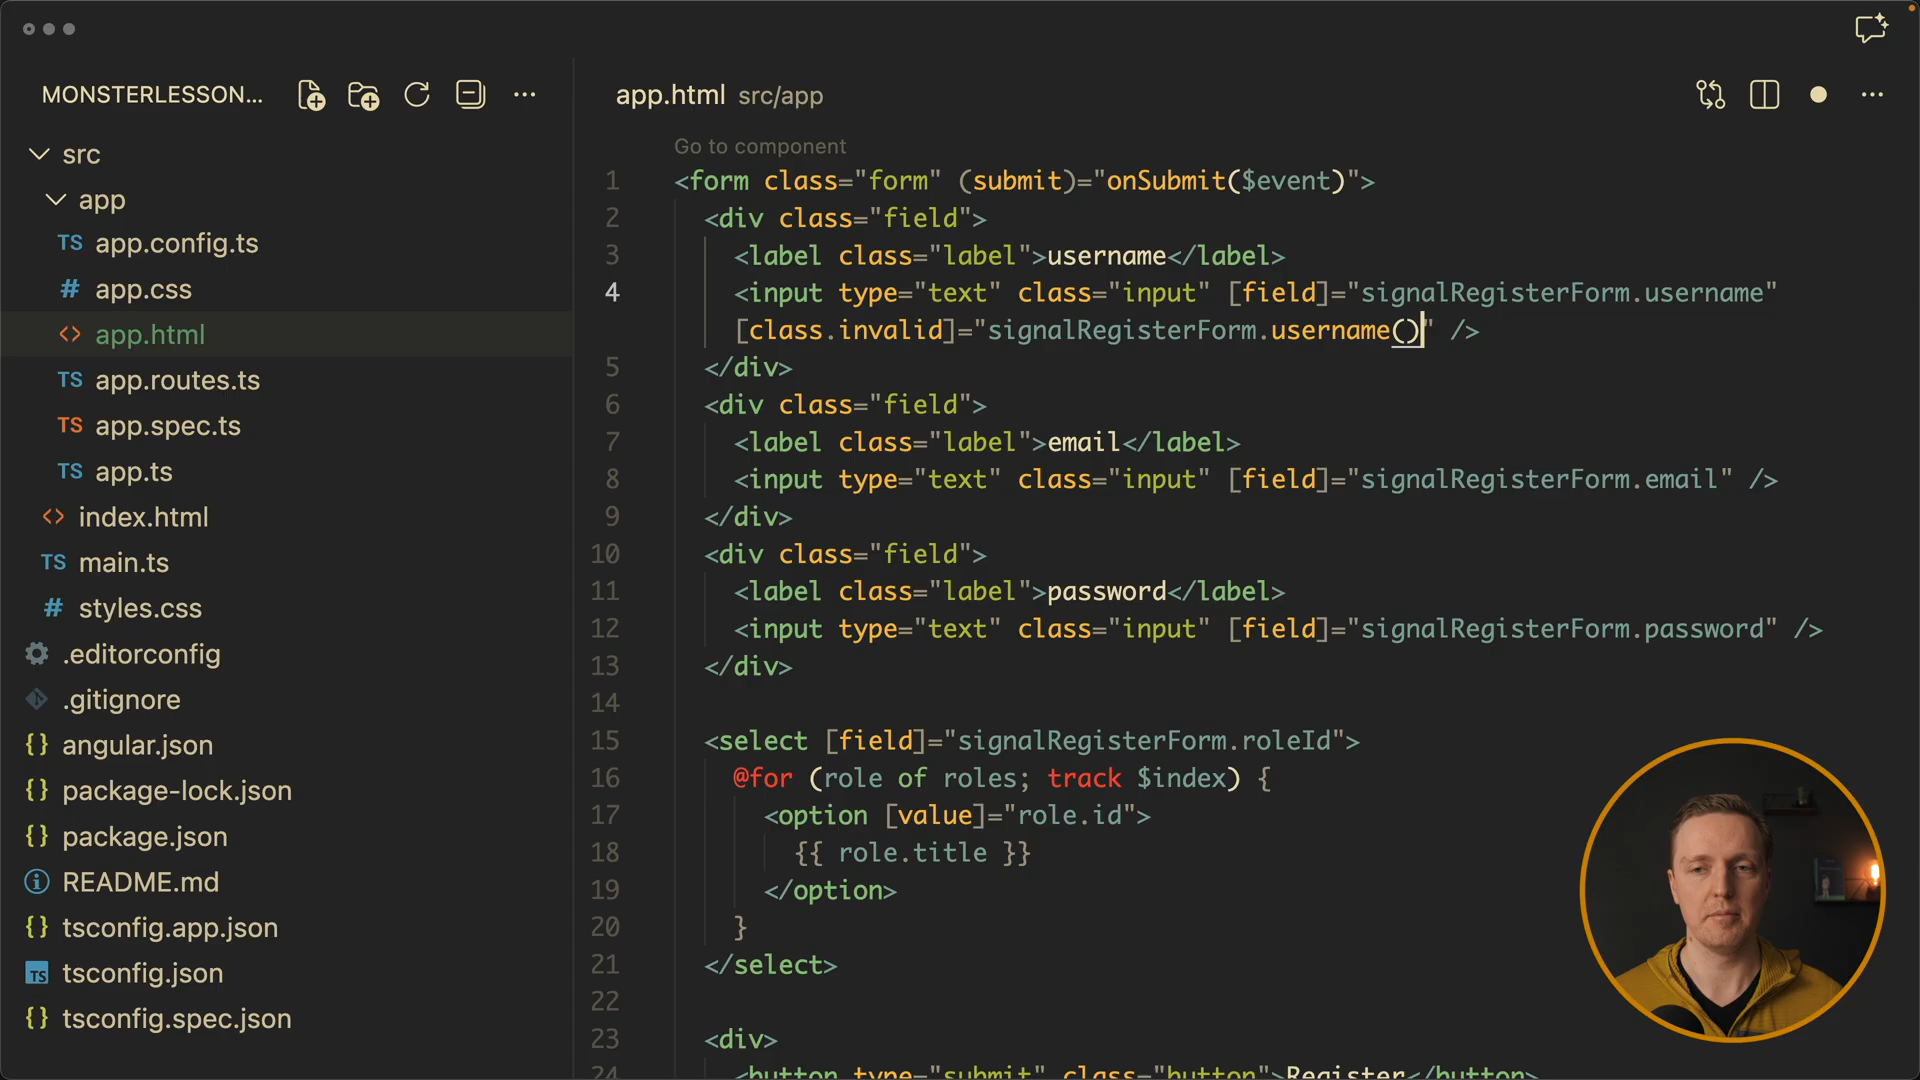 MONSTERLESSON...
src
app
TS app.config.ts
# app.css
<> app.html
TS app.routes.ts
TS app.spec.ts
TS app.ts
<> index.html
TS main.ts
# styles.css
.editorconfig
.gitignore
{} angular.json
{} package-lock.json
{} package.json
README.md
{} tsconfig.app.json
TS tsconfig.json
{} tsconfig.spec.json
app.html src/app
Go to component
1 <form class="form" (submit)="onSubmit($event)">
2 <div class="field">
3 <label class="label">username</label>
4 <input type="text" class="input" [field]="signalRegisterForm.username"
[class.invalid]="signalRegisterForm.username()" />
5 </div>
6 <div class="field">
7 <label class="label">email</label>
8 <input type="text" class="input" [field]="signalRegisterForm.email" />
9 </div>
10 <div class="field">
11 <label class="label">password</label>
12 <input type="text" class="input" [field]="signalRegisterForm.password" />
13 </div>
14
15 <select [field]="signalRegisterForm.roleId">
16 @for (role of roles; track $index) {
17 <option [value]="role.id">
18 {{ role.title }}
19 </option>
20 }
21 </select>
22
23 <div>
24 <button type="submit" class="button">Register</button>